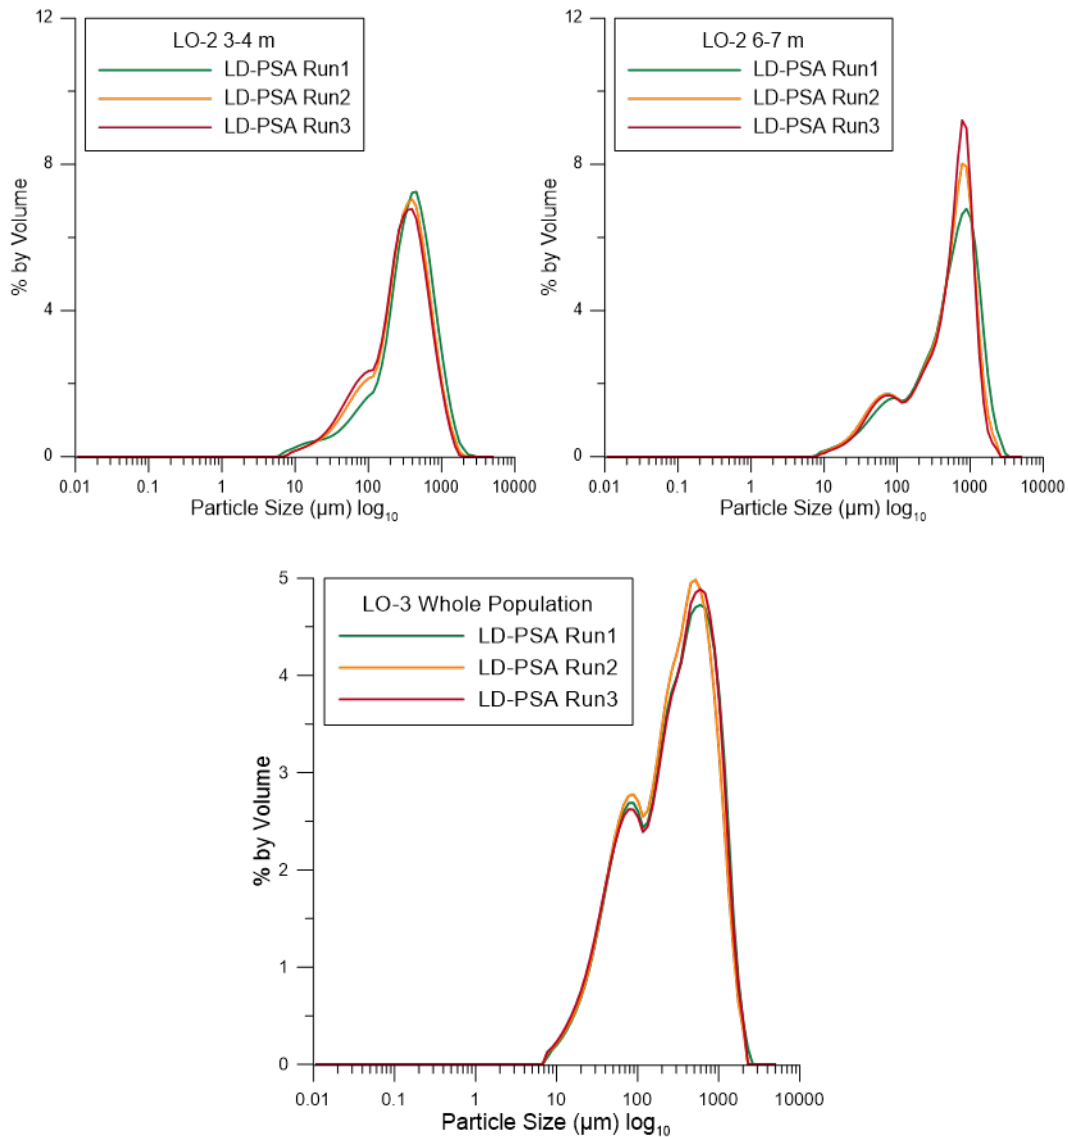 12
8
4
0
% by Volume
LO-2 3-4 m
LD-PSA Run1
LD-PSA Run2
LD-PSA Run3
0.01 0.1 1 10 100 1000 10000
Particle Size (µm) log₁₀
12
8
4
0
% by Volume
LO-2 6-7 m
LD-PSA Run1
LD-PSA Run2
LD-PSA Run3
0.01 0.1 1 10 100 1000 10000
Particle Size (µm) log₁₀
5
4
3
2
1
0
% by Volume
LO-3 Whole Population
LD-PSA Run1
LD-PSA Run2
LD-PSA Run3
0.01 0.1 1 10 100 1000 10000
Particle Size (µm) log₁₀